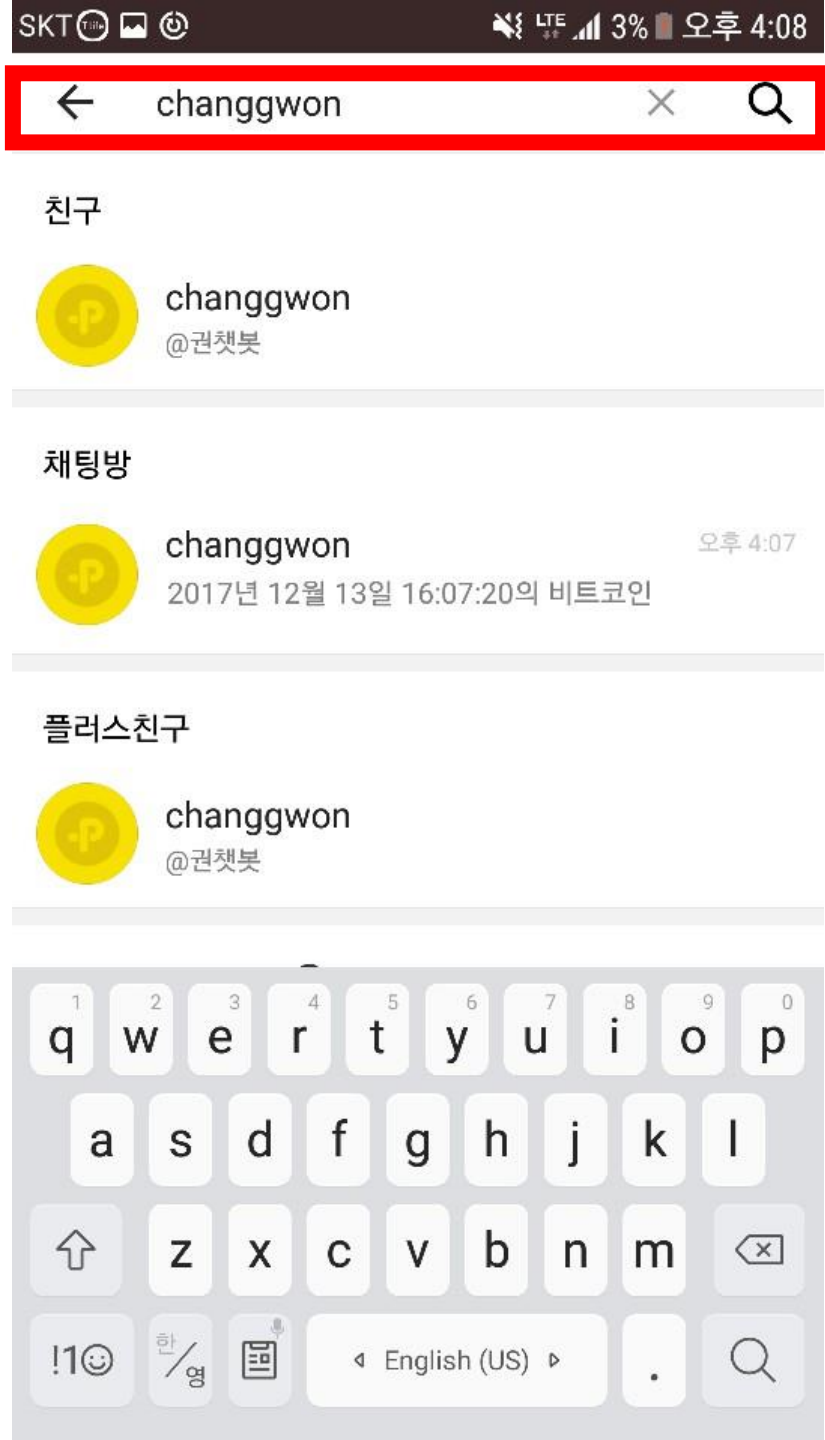 SKT 3% 오후 4:08
changgwon
친구
changgwon
@권챗봇
채팅방
changgwon 오후 4:07
2017년 12월 13일 16:07:20의 비트코인
플러스친구
changgwon
@권챗봇
1 2 3 4 5 6 7 8 9 0
q w e r t y u i o p
a s d f g h j k l
z x c v b n m
!1☺ 한/영 English (US) .